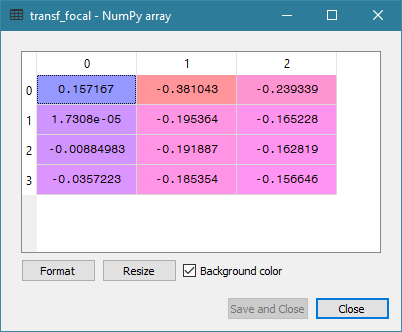 transf_focal - NumPy array
0 1 2
0 0.157167 -0.381043 -0.239339
1 1.7308e-05 -0.195364 -0.165228
2 -0.00884983 -0.191887 -0.162819
3 -0.0357223 -0.185354 -0.156646
Format Resize Background color
Save and Close Close